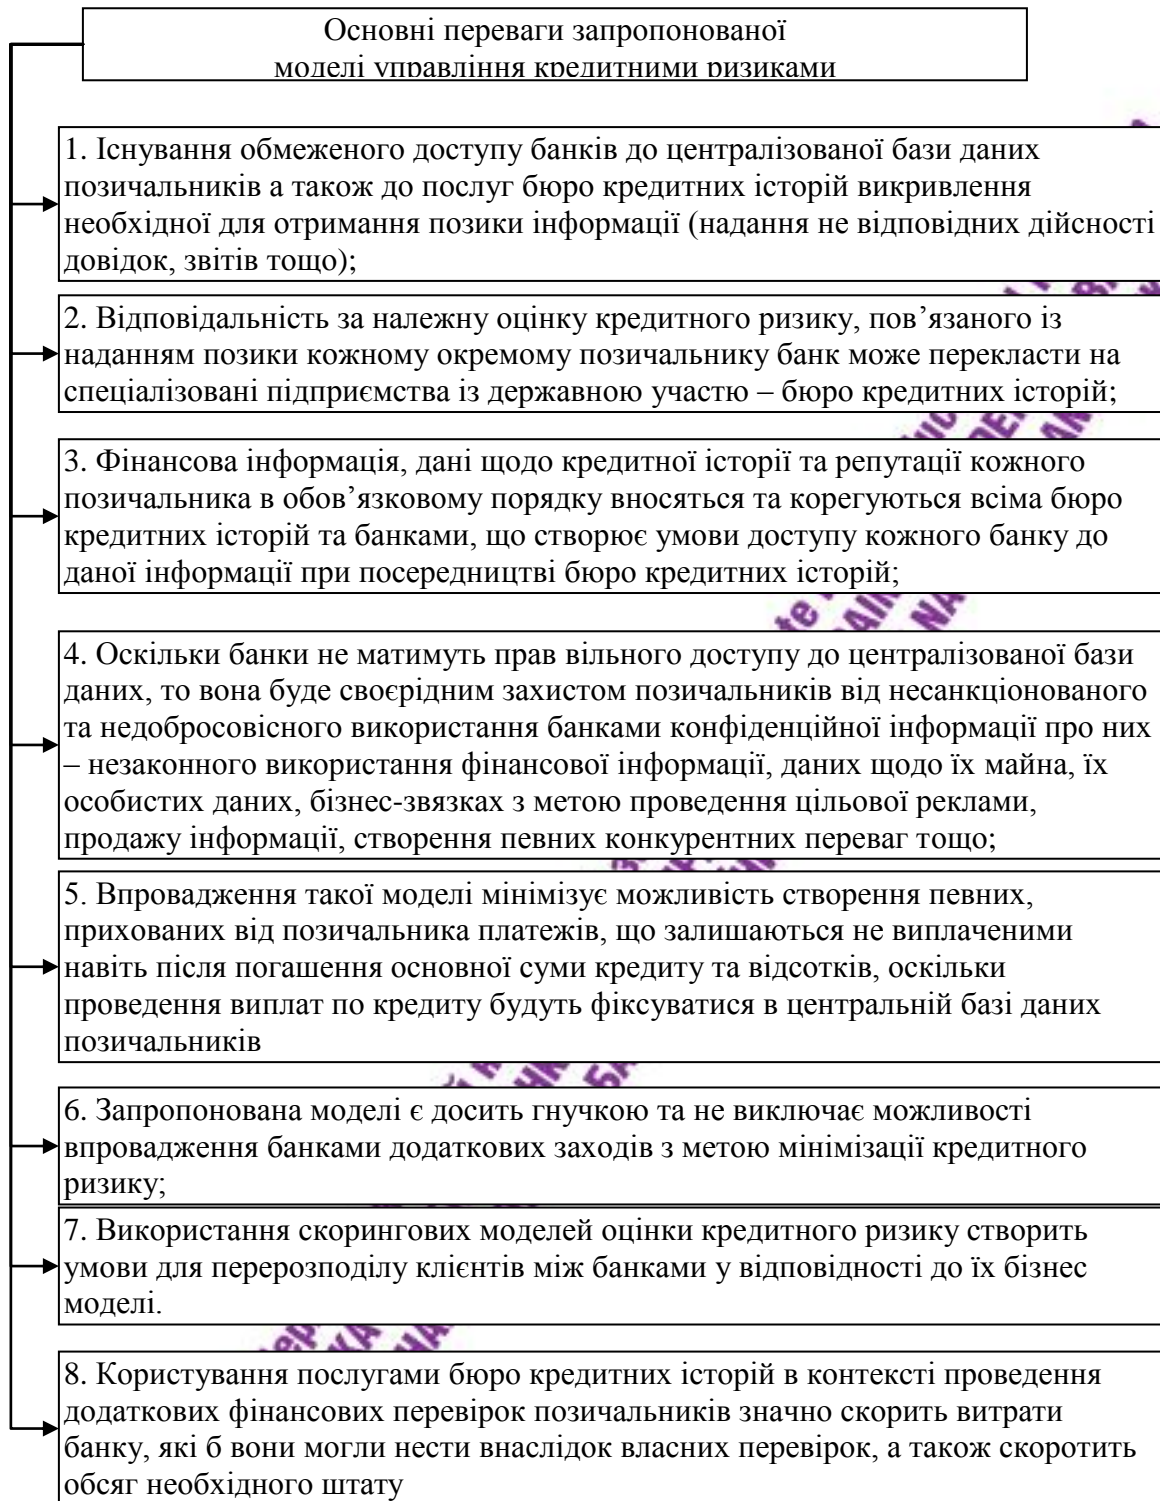 Основні переваги запропонованої
моделі управління кредитними ризиками
1. Існування обмеженого доступу банків до централізованої бази даних
позичальників а також до послуг бюро кредитних історій викривлення
необхідної для отримання позики інформації (надання не відповідних дійсності
довідок, звітів тощо);
2. Відповідальність за належну оцінку кредитного ризику, пов’язаного із
наданням позики кожному окремому позичальнику банк може перекласти на
спеціалізовані підприємства із державною участю – бюро кредитних історій;
3. Фінансова інформація, дані щодо кредитної історії та репутації кожного
позичальника в обов’язковому порядку вносяться та корегуються всіма бюро
кредитних історій та банками, що створює умови доступу кожного банку до
даної інформації при посередництві бюро кредитних історій;
4. Оскільки банки не матимуть прав вільного доступу до централізованої бази
даних, то вона буде своєрідним захистом позичальників від несанкціонованого
та недобросовісного використання банками конфіденційної інформації про них
– незаконного використання фінансової інформації, даних щодо їх майна, їх
особистих даних, бізнес-звязках з метою проведення цільової реклами,
продажу інформації, створення певних конкурентних переваг тощо;
5. Впровадження такої моделі мінімізує можливість створення певних,
прихованих від позичальника платежів, що залишаються не виплаченими
навіть після погашення основної суми кредиту та відсотків, оскільки
проведення виплат по кредиту будуть фіксуватися в центральній базі даних
позичальників
6. Запропонована моделі є досить гнучкою та не виключає можливості
впровадження банками додаткових заходів з метою мінімізації кредитного
ризику;
7. Використання скорингових моделей оцінки кредитного ризику створить
умови для перерозподілу клієнтів між банками у відповідності до їх бізнес
моделі.
8. Користування послугами бюро кредитних історій в контексті проведення
додаткових фінансових перевірок позичальників значно скорить витрати
банку, які б вони могли нести внаслідок власних перевірок, а також скоротить
обсяг необхідного штату